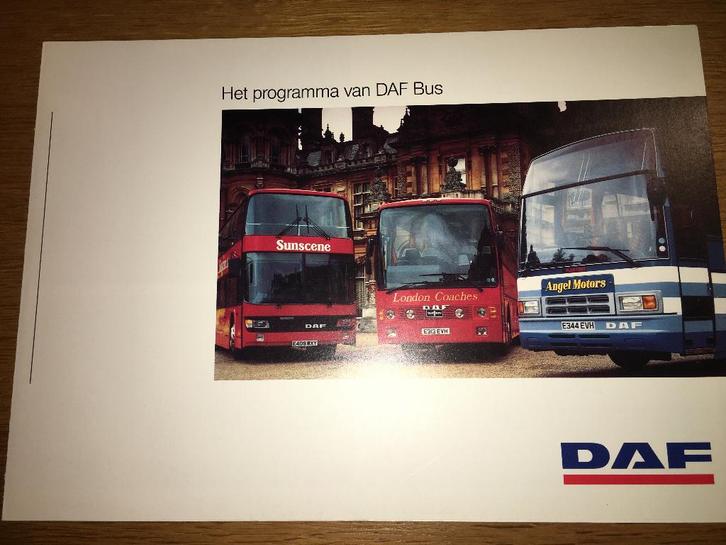 Het programma van DAF Bus
Sunscene
DAF
London Coaches
DAF
Angel Motors
E344 EVH
DAF
DAF